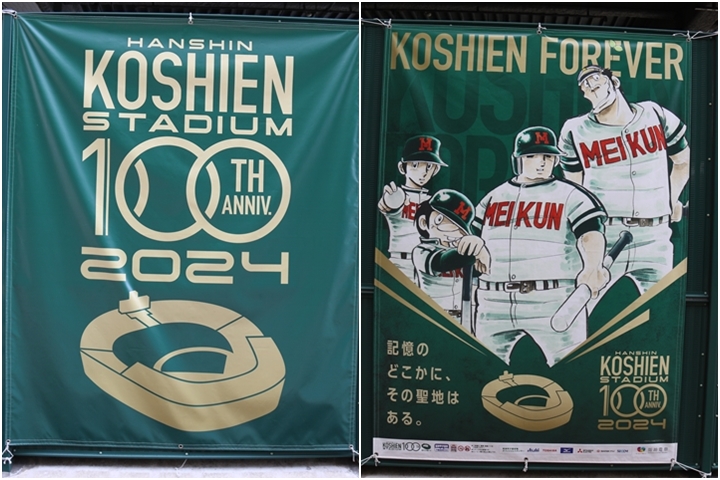 HANSHIN
KOSHIEN
STADIUM
100TH
ANNIV.
2024
KOSHIEN FOREVER
M
M
M
MEIKUN
MEIKUN
ME
記憶の
どこかに、
その聖地は
ある。
HANSHIN
KOSHIEN
STADIUM
100TH
ANNIV.
2024